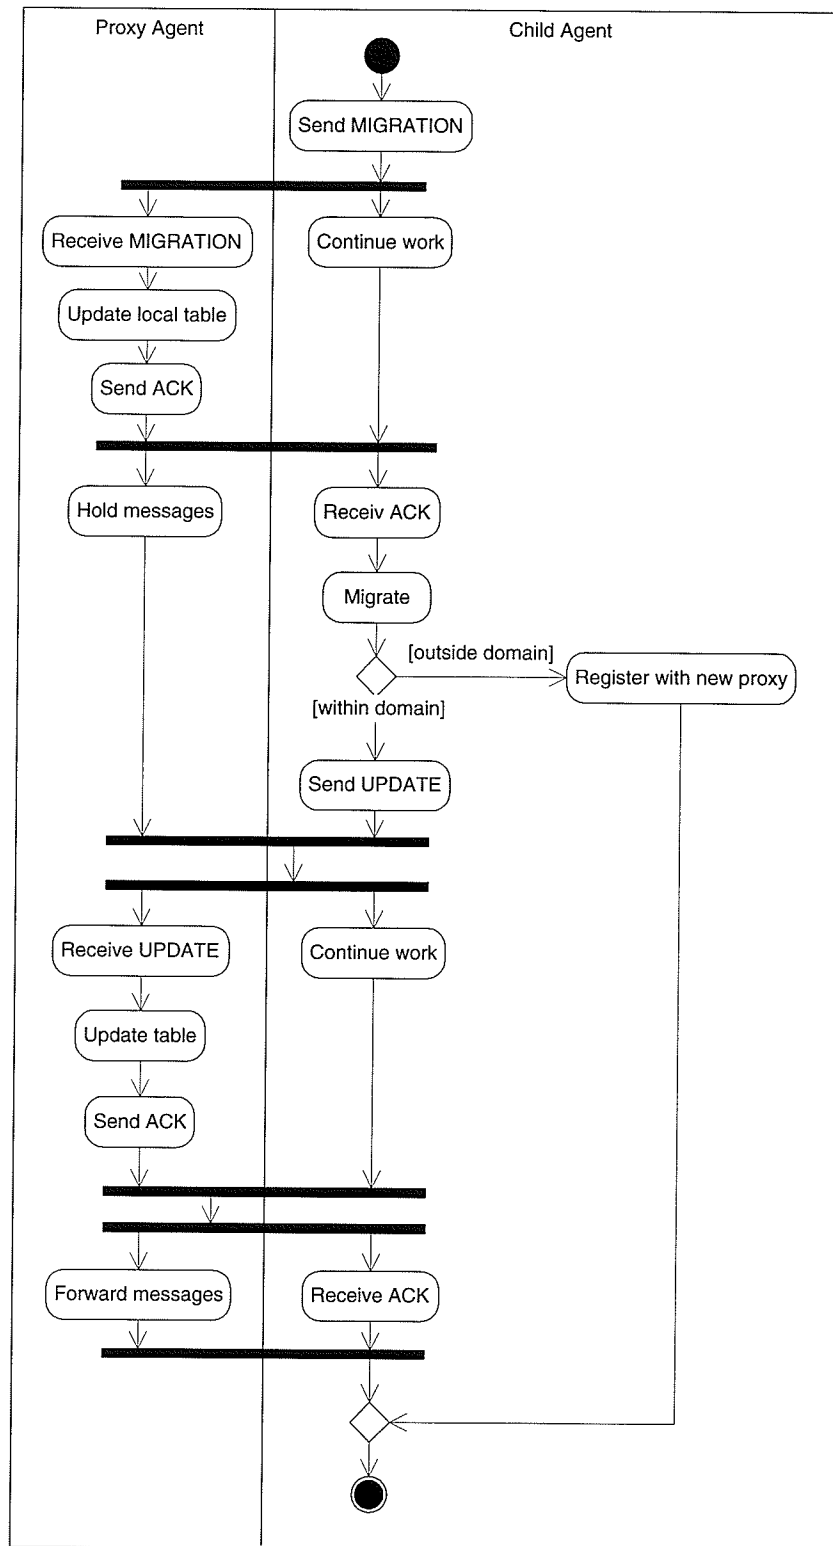 Proxy Agent
Child Agent
Send MIGRATION
Receive MIGRATION
Continue work
Update local table
Send ACK
Hold messages
Receiv ACK
Migrate
[outside domain]
Register with new proxy
[within domain]
Send UPDATE
Receive UPDATE
Continue work
Update table
Send ACK
Forward messages
Receive ACK